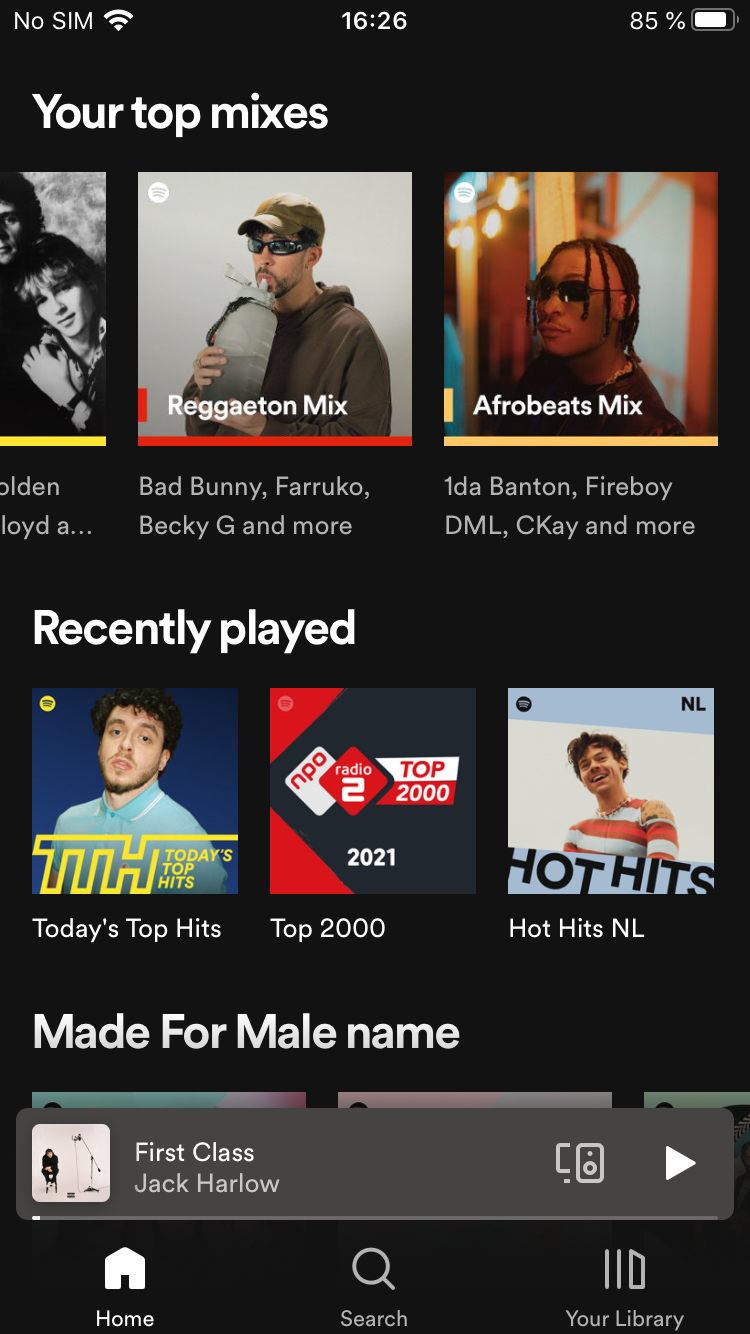 No SIM 16:26 85 %
Your top mixes
Reggaeton Mix
Afrobeats Mix
olden
loyd a...
Bad Bunny, Farruko,
Becky G and more
1da Banton, Fireboy
DML, CKay and more
Recently played
TTH TODAY'S
TOP
HITS
npo radio 2 TOP
2000
2021
NL
HOT HITS
Today's Top Hits
Top 2000
Hot Hits NL
Made For Male name
First Class
Jack Harlow
Home
Search
Your Library